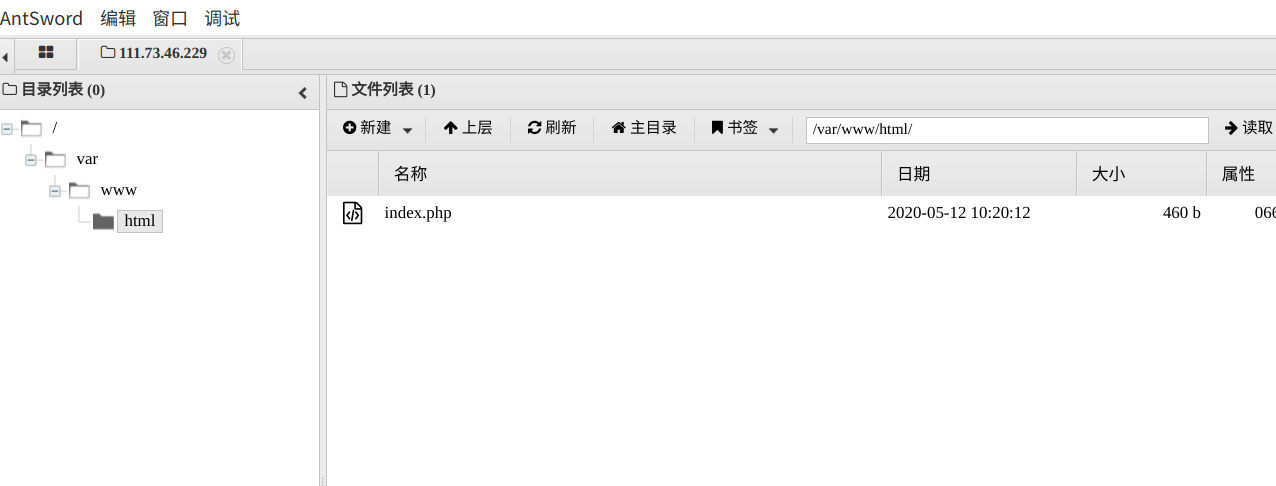 AntSword 编辑 窗口 调试
111.73.46.229
目录列表 (0)
文件列表 (1)
新建 上层 刷新 主目录 书签 /var/www/html/ 读取
名称 日期 大小 属性
/
var
www
html
index.php 2020-05-12 10:20:12 460 b 066